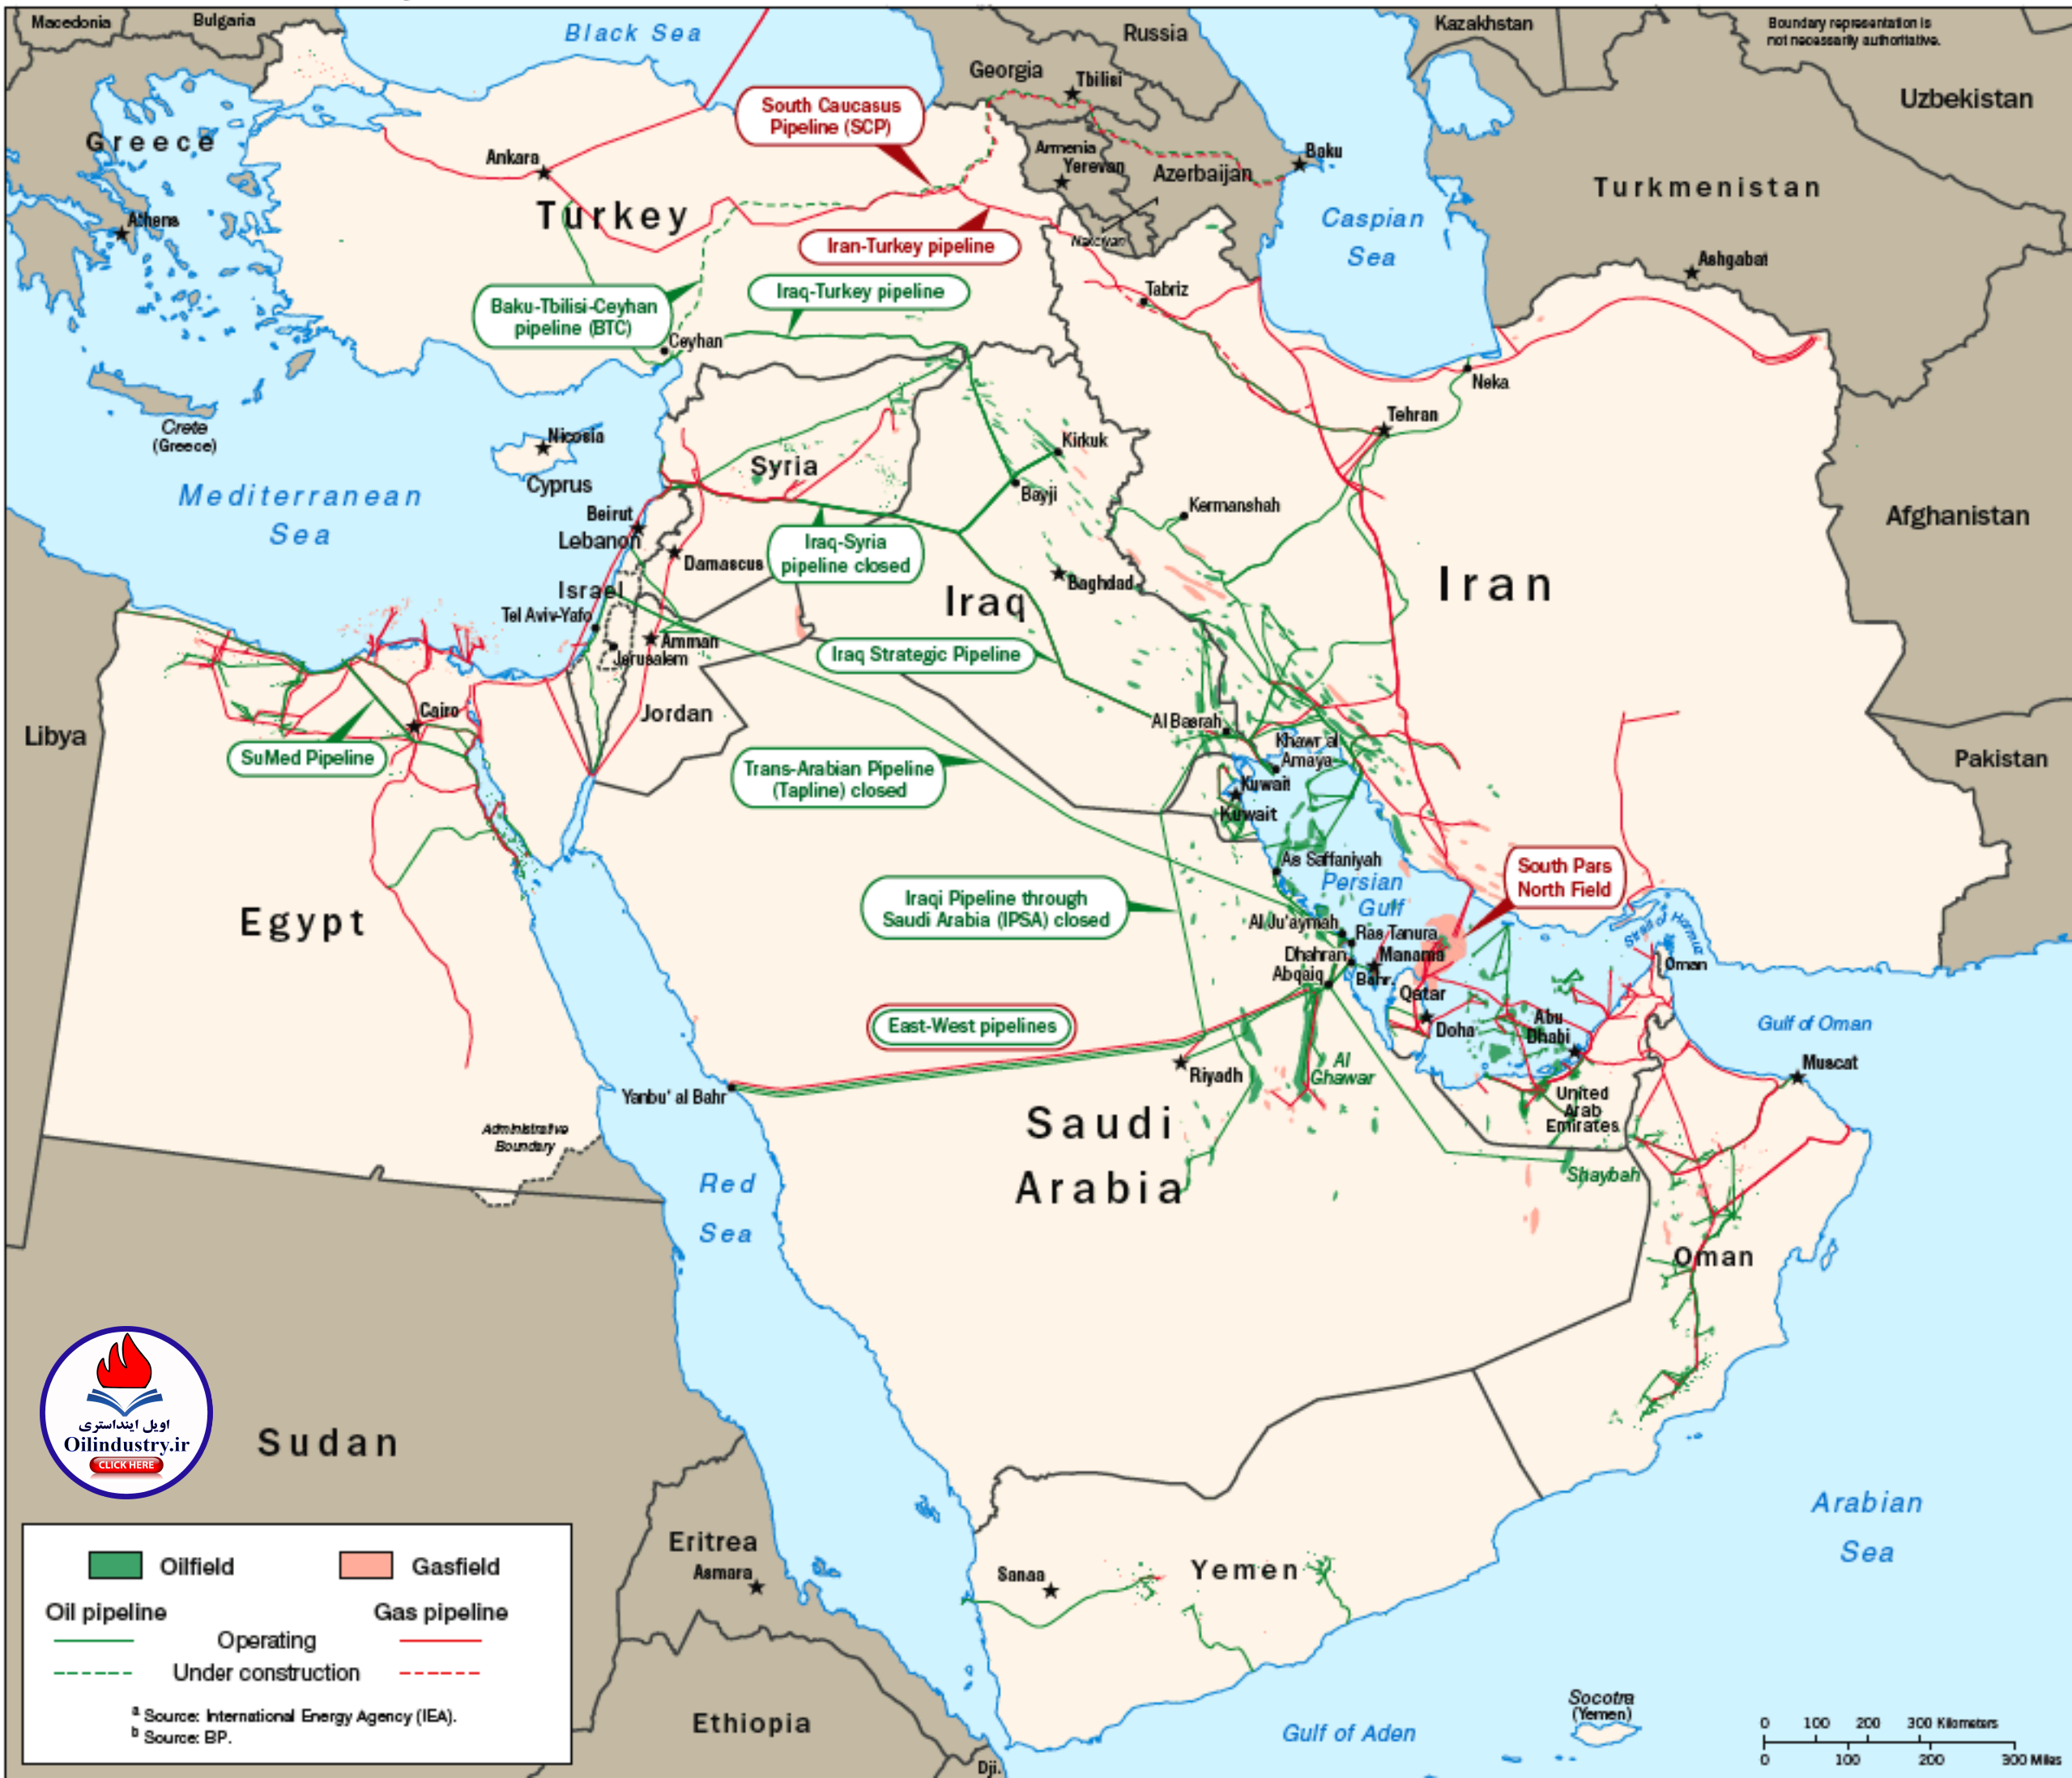 Macedonia
Bulgaria
Black Sea
Russia
Kazakhstan
Boundary representation is
not necessarily authoritative.
Georgia
Tbilisi
Uzbekistan
South Caucasus
Pipeline (SCP)
Greece
Ankara
Armenia
Yerevan
Azerbaijan
Baku
Turkmenistan
Athens
Turkey
Caspian
Sea
Iran-Turkey pipeline
Naxcivan
Ashgabat
Baku-Tbilisi-Ceyhan
pipeline (BTC)
Iraq-Turkey pipeline
Tabriz
Ceyhan
Neka
Crete
(Greece)
Nicosia
Cyprus
Tehran
Kirkuk
Syria
Bayji
Mediterranean
Sea
Kermanshah
Afghanistan
Beirut
Lebanon
Iraq-Syria
pipeline closed
Damascus
Baghdad
Iran
Israel
Iraq
Tel Aviv-Yafo
Amman
Jerusalem
Iraq Strategic Pipeline
Jordan
Libya
Cairo
Al Basrah
SuMed Pipeline
Khawr al
Amaya
Pakistan
Trans-Arabian Pipeline
(Tapline) closed
Kuwait
Kuwait
As Saffaniyah
South Pars
North Field
Persian
Gulf
Iraqi Pipeline through
Saudi Arabia (IPSA) closed
Egypt
Al Ju'aymah
Ras Tanura
Strait of Hormuz
Dhahran
Manama
Abqaiq
Bahr.
Oman
Qatar
East-West pipelines
Doha
Abu
Dhabi
Gulf of Oman
Muscat
Riyadh
Al
Ghawar
Yanbu' al Bahr
United
Arab
Emirates
Saudi
Arabia
Administrative
Boundary
Shaybah
Red
Sea
Oman
اویل اینداستری
Oilindustry.ir
CLICK HERE
Sudan
Arabian
Sea
Eritrea
Asmara
Sanaa
Yemen
Oilfield
Gasfield
Oil pipeline
Gas pipeline
Operating
Under construction
a Source: International Energy Agency (IEA).
b Source: BP.
Ethiopia
Dji.
Gulf of Aden
Socotra
(Yemen)
0 100 200 300 Kilometers
0 100 200 300 Miles